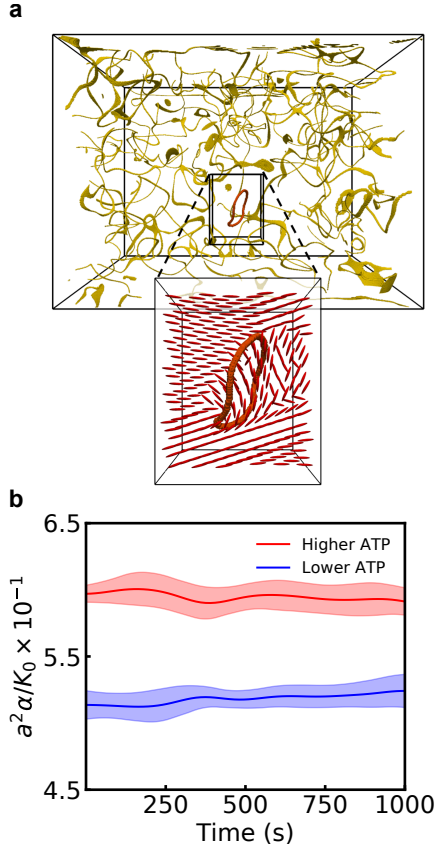 a
b
6.5
5.5
4.5
a²α/K₀ × 10⁻¹
Higher ATP
Lower ATP
250 500 750 1000
Time (s)